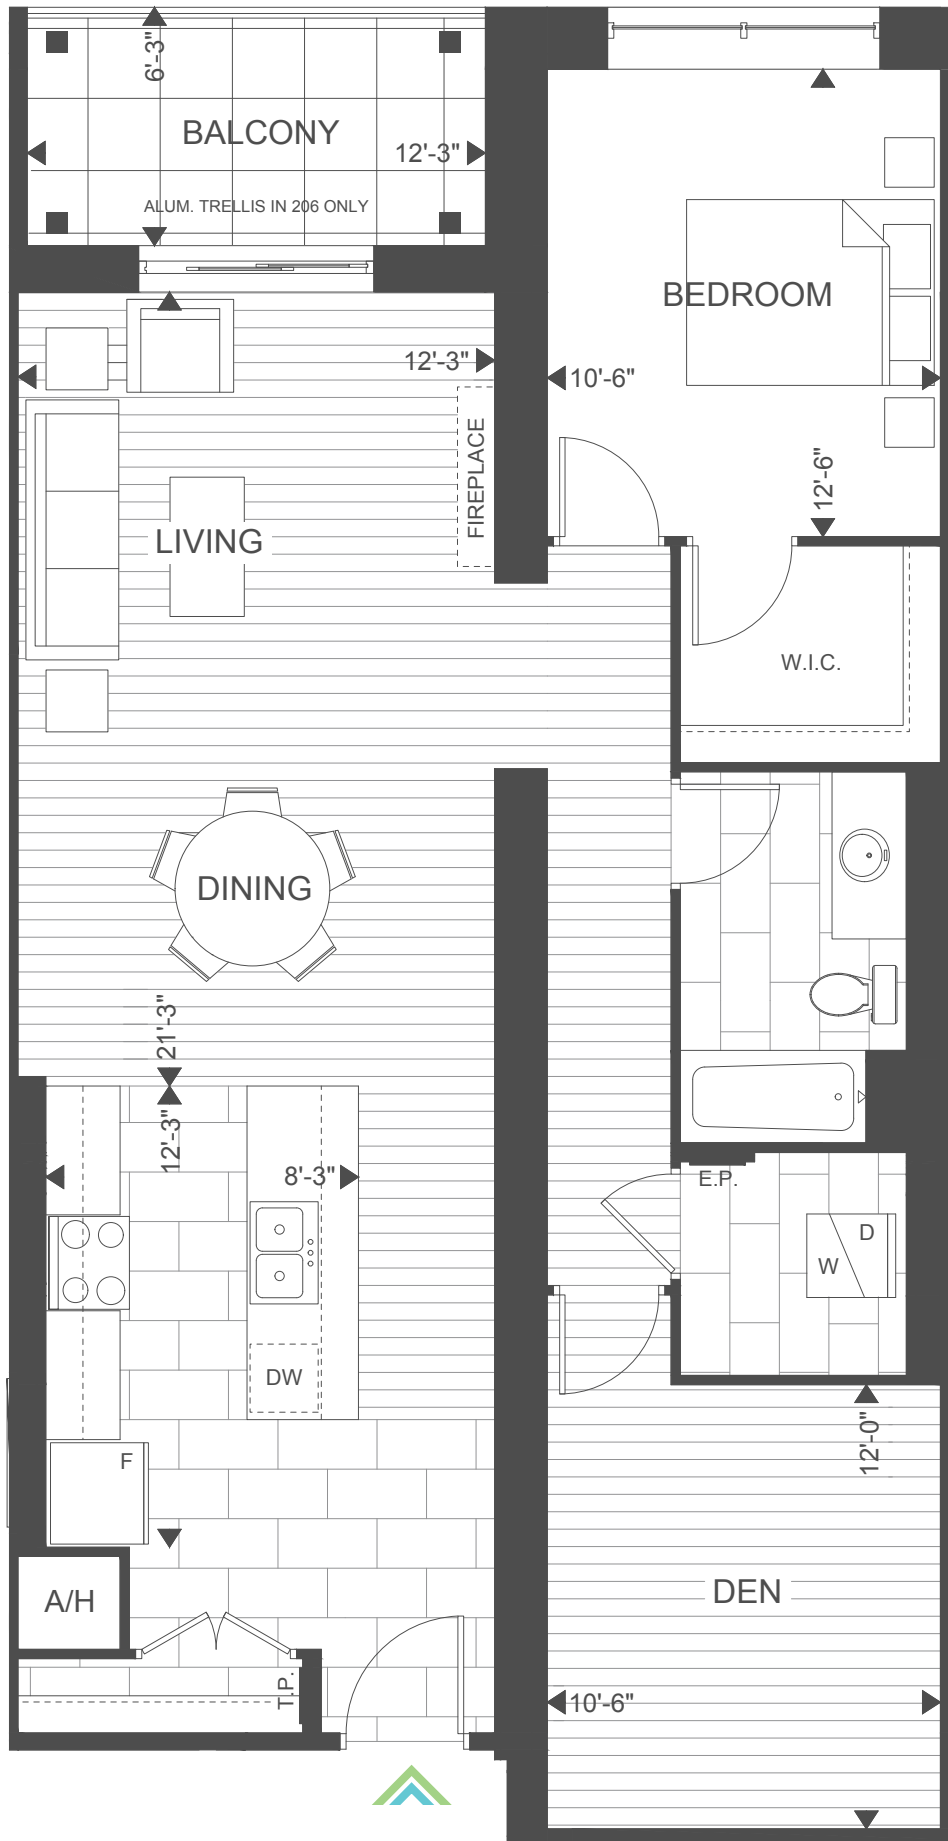 6'-3"
BALCONY
12'-3"
ALUM. TRELLIS IN 206 ONLY
BEDROOM
12'-3"
10'-6"
FIREPLACE
12'-6"
LIVING
W.I.C.
DINING
21'-3"
12'-3"
8'-3"
E.P.
D
W
DW
F
12'-0"
A/H
DEN
T.P.
10'-6"